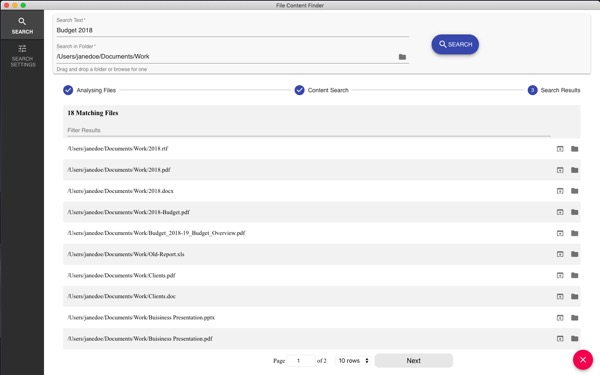 File Content Finder
SEARCH
SEARCH
SETTINGS
Search Text*
Budget 2018
Search in Folder*
/Users/janedoe/Documents/Work
Drag and drop a folder or browse for one
SEARCH
Analysing Files
Content Search
3 Search Results
18 Matching Files
Filter Results
/Users/janedoe/Documents/Work/2018.rtf
/Users/janedoe/Documents/Work/2018.pdf
/Users/janedoe/Documents/Work/2018.docx
/Users/janedoe/Documents/Work/2018-Budget.pdf
/Users/janedoe/Documents/Work/Budget_2018-19_Budget_Overview.pdf
/Users/janedoe/Documents/Work/Old-Report.xls
/Users/janedoe/Documents/Work/Clients.pdf
/Users/janedoe/Documents/Work/Clients.doc
/Users/janedoe/Documents/Work/Buisiness Presentation.pptx
/Users/janedoe/Documents/Work/Buisiness Presentation.pdf
Page 1 of 2 10 rows Next